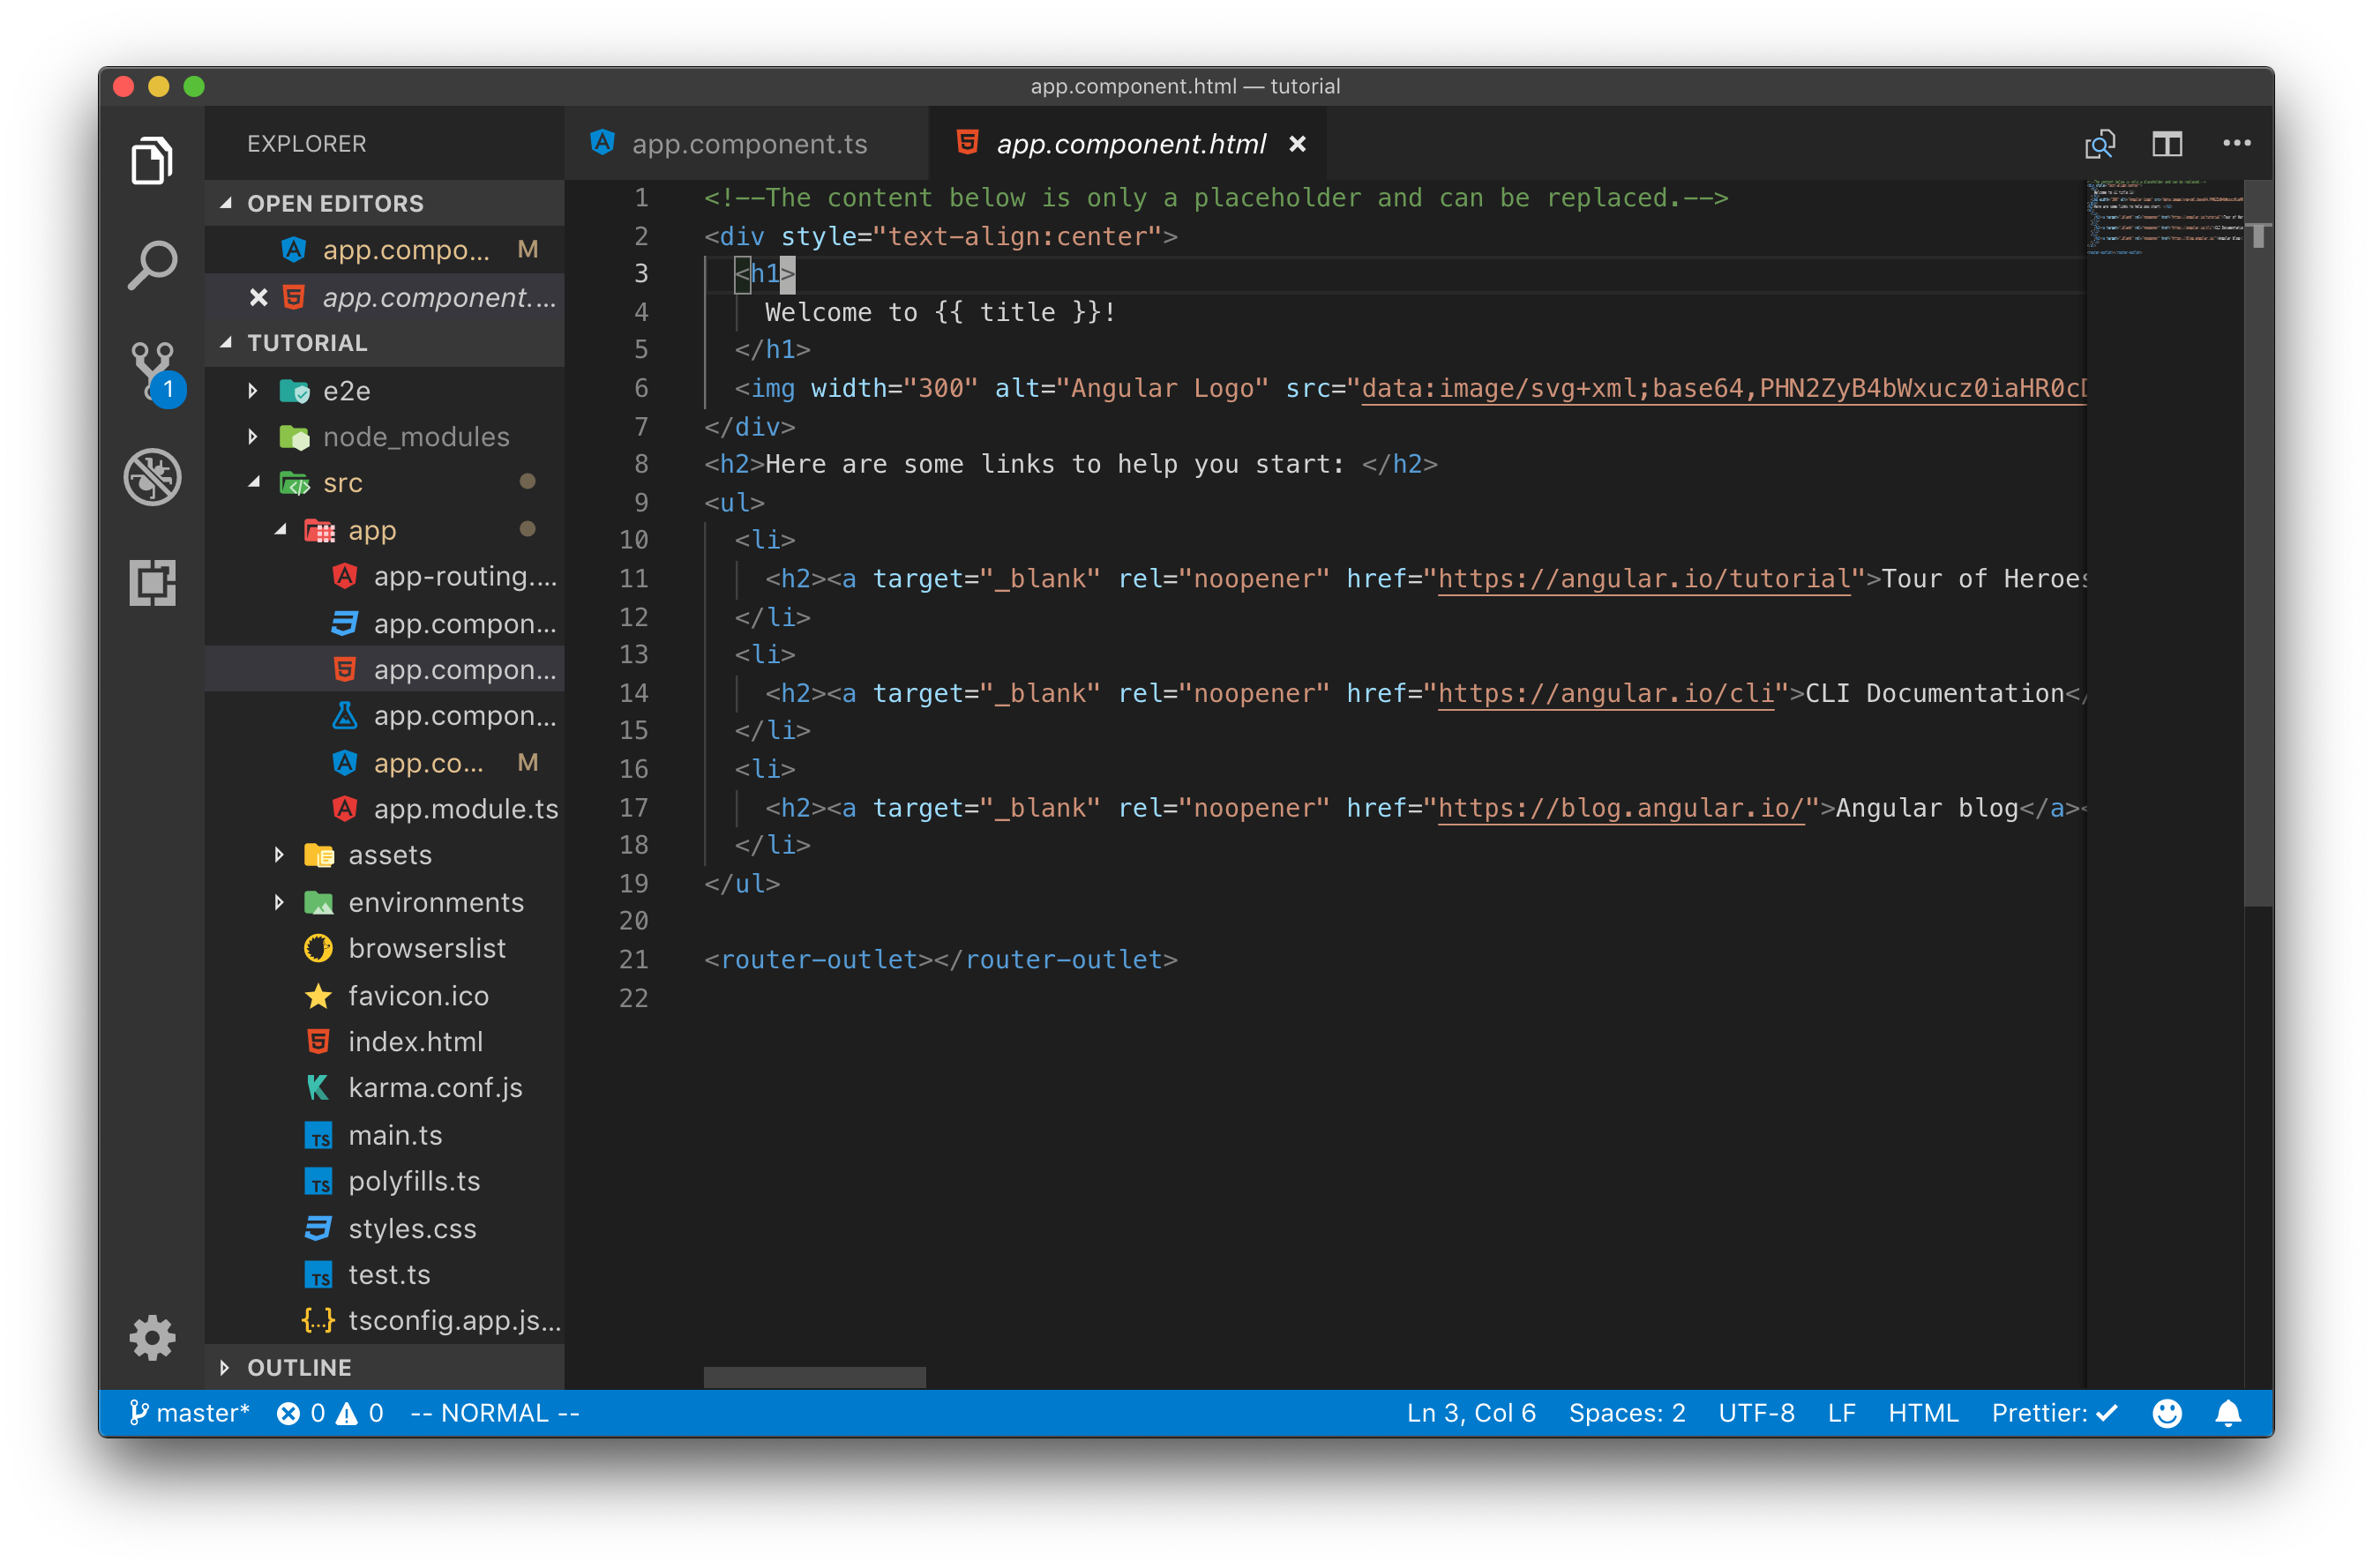 app.component.html — tutorial
EXPLORER
OPEN EDITORS
app.compo... M
app.component....
TUTORIAL
e2e
node_modules
src
app
app-routing....
app.compon...
app.compon...
app.compon...
app.co... M
app.module.ts
assets
environments
browserslist
favicon.ico
index.html
karma.conf.js
main.ts
polyfills.ts
styles.css
test.ts
tsconfig.app.js...
OUTLINE
1
app.component.ts
app.component.html
1 <!--The content below is only a placeholder and can be replaced.-->
2 <div style="text-align:center">
3 <h1>
4 Welcome to {{ title }}!
5 </h1>
6 <img width="300" alt="Angular Logo" src="data:image/svg+xml;base64,PHN2ZyB4bWxucz0iaHR0cD
7 </div>
8 <h2>Here are some links to help you start: </h2>
9 <ul>
10 <li>
11 <h2><a target="_blank" rel="noopener" href="https://angular.io/tutorial">Tour of Heroes
12 </li>
13 <li>
14 <h2><a target="_blank" rel="noopener" href="https://angular.io/cli">CLI Documentation</
15 </li>
16 <li>
17 <h2><a target="_blank" rel="noopener" href="https://blog.angular.io/">Angular blog</a><
18 </li>
19 </ul>
20
21 <router-outlet></router-outlet>
22
master* 0 0 -- NORMAL -- Ln 3, Col 6 Spaces: 2 UTF-8 LF HTML Prettier: ✓